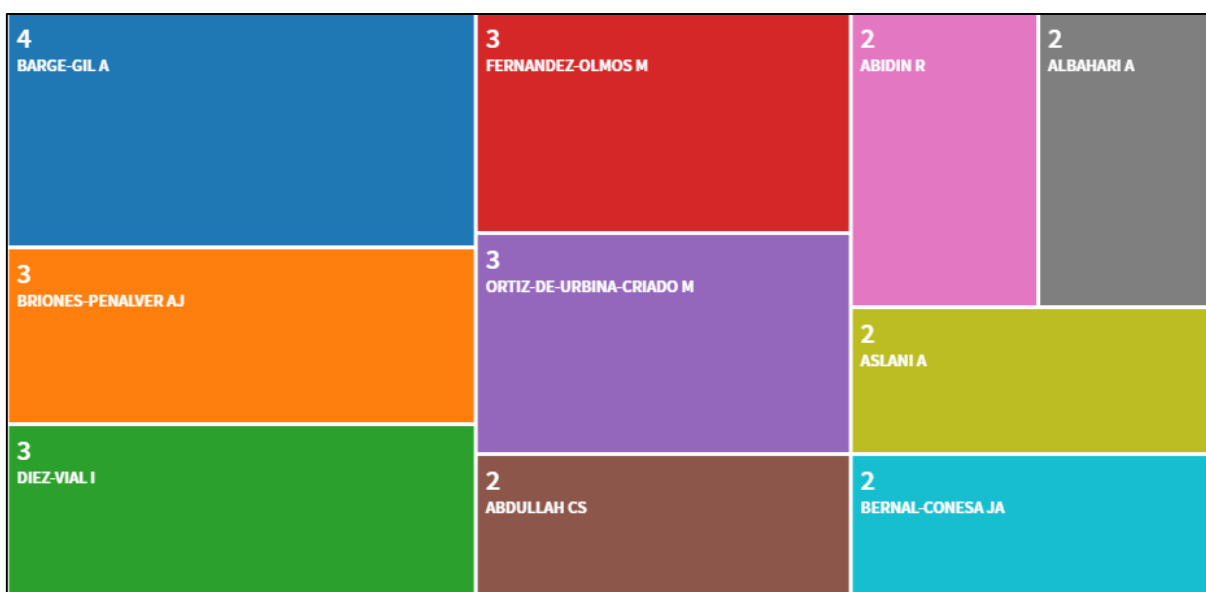 4
BARGE-GIL A
3
BRIONES-PENALVER AJ
3
DIEZ-VIAL I
3
FERNANDEZ-OLMOS M
3
ORTIZ-DE-URBINA-CRIADO M
2
ABDULLAH CS
2
ABIDIN R
2
ALBAHARI A
2
ASLANI A
2
BERNAL-CONESA JA